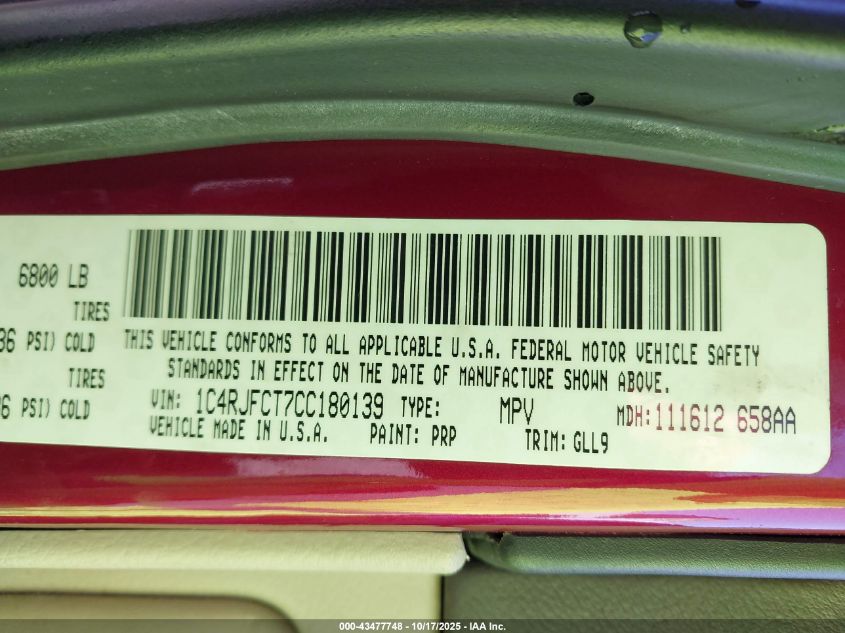 6800 LB
TIRES
36 PSI) COLD
TIRES
36 PSI) COLD
THIS VEHICLE CONFORMS TO ALL APPLICABLE U.S.A. FEDERAL MOTOR VEHICLE SAFETY
STANDARDS IN EFFECT ON THE DATE OF MANUFACTURE SHOWN ABOVE.
VIN: 1C4RJFCT7CC180139 TYPE: MPV MDH:111612 658AA
VEHICLE MADE IN U.S.A. PAINT: PRP TRIM: GLL9
000-43477748 - 10/17/2025 - IAA Inc.